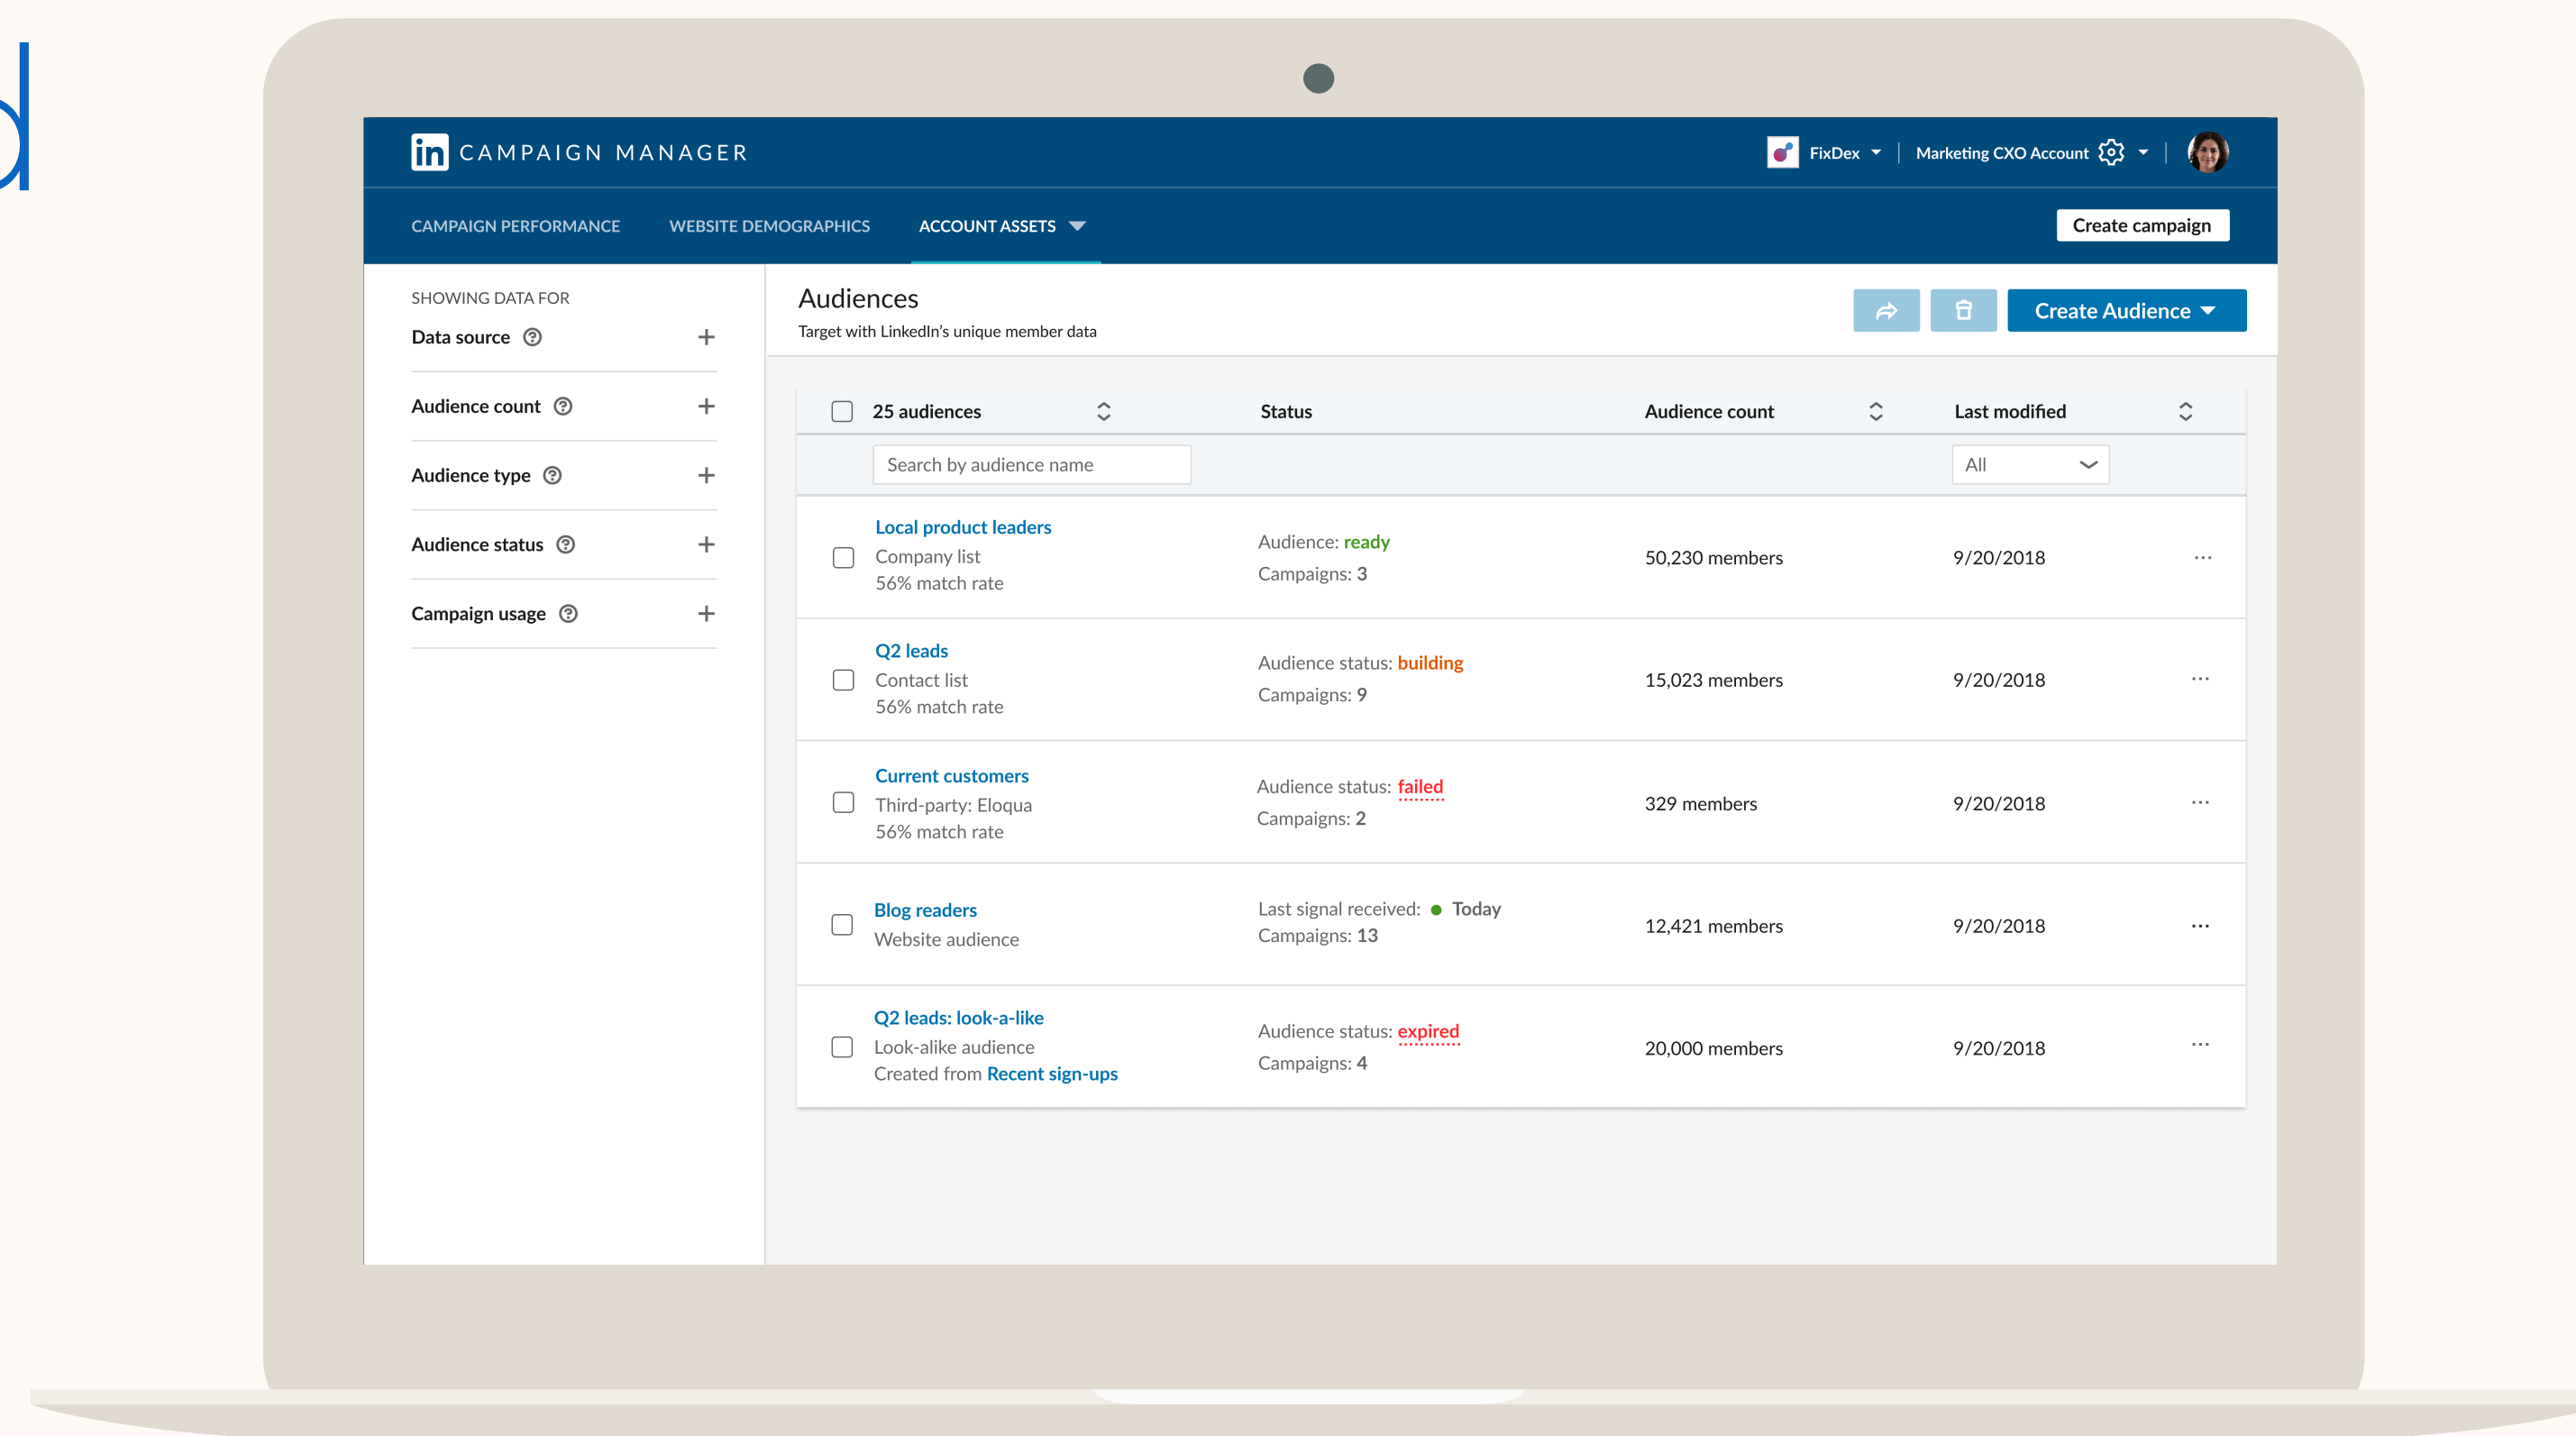 d
in CAMPAIGN MANAGER
FixDex
Marketing CXO Account
CAMPAIGN PERFORMANCE
WEBSITE DEMOGRAPHICS
ACCOUNT ASSETS
Create campaign
SHOWING DATA FOR
Data source
Audience count
Audience type
Audience status
Campaign usage
Audiences
Target with LinkedIn’s unique member data
Create Audience
25 audiences
Status
Audience count
Last modified
Search by audience name
All
Local product leaders
Company list
56% match rate
Audience: ready
Campaigns: 3
50,230 members
9/20/2018
Q2 leads
Contact list
56% match rate
Audience status: building
Campaigns: 9
15,023 members
9/20/2018
Current customers
Third-party: Eloqua
56% match rate
Audience status: failed
Campaigns: 2
329 members
9/20/2018
Blog readers
Website audience
Last signal received: ● Today
Campaigns: 13
12,421 members
9/20/2018
Q2 leads: look-a-like
Look-alike audience
Created from Recent sign-ups
Audience status: expired
Campaigns: 4
20,000 members
9/20/2018